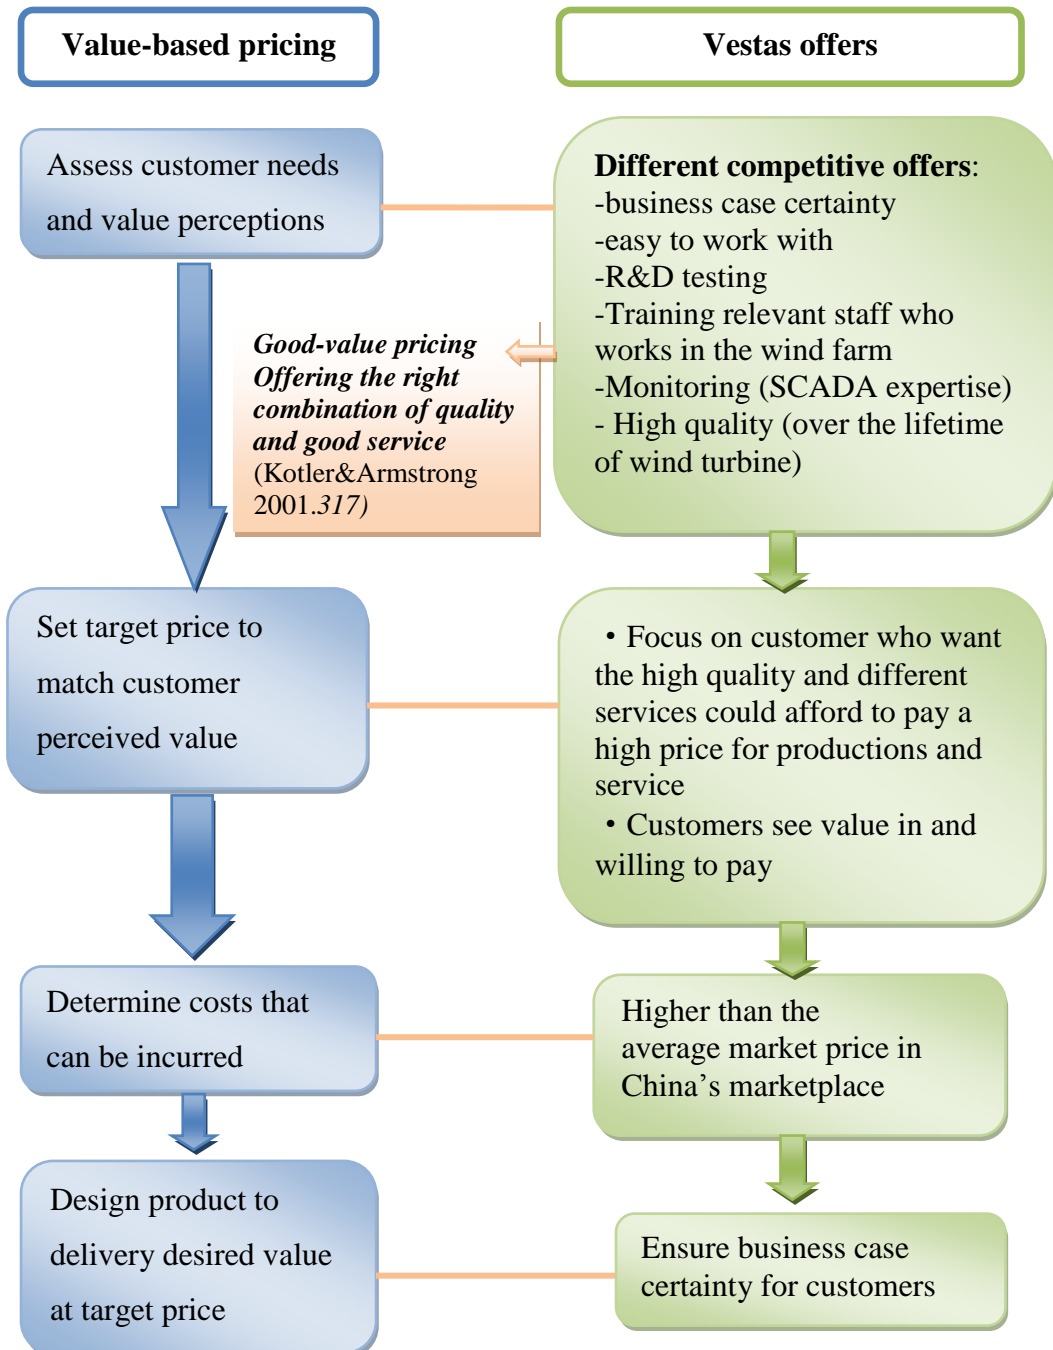 Value-based pricing
Vestas offers
Assess customer needs
and value perceptions
Different competitive offers:
-business case certainty
-easy to work with
-R&D testing
-Training relevant staff who
works in the wind farm
-Monitoring (SCADA expertise)
- High quality (over the lifetime
of wind turbine)
Good-value pricing
Offering the right
combination of quality
and good service
(Kotler&Armstrong
2001.317)
Set target price to
match customer
perceived value
・Focus on customer who want
the high quality and different
services could afford to pay a
high price for productions and
service
・Customers see value in and
willing to pay
Determine costs that
can be incurred
Higher than the
average market price in
China’s marketplace
Design product to
delivery desired value
at target price
Ensure business case
certainty for customers